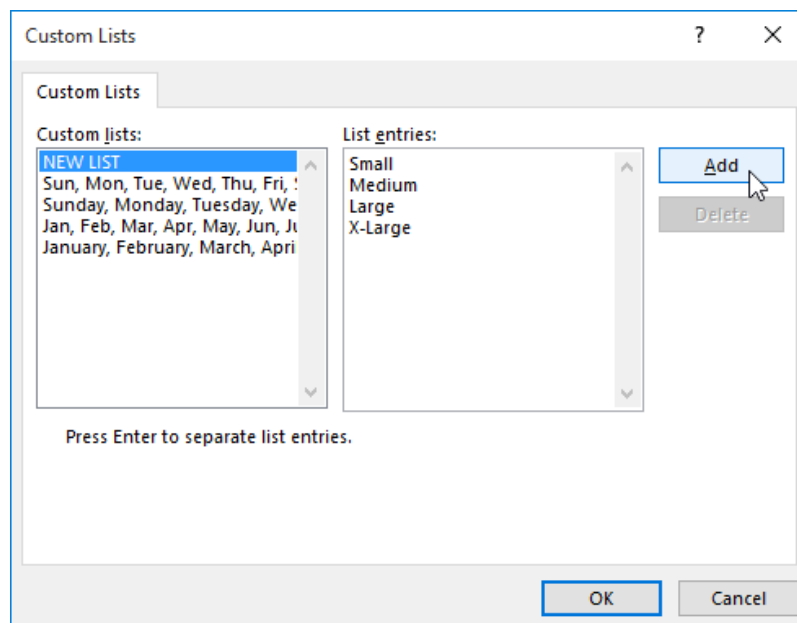 Custom Lists
?
Custom Lists
Custom lists:
List entries:
NEW LIST
Sun, Mon, Tue, Wed, Thu, Fri,
Sunday, Monday, Tuesday, We
Jan, Feb, Mar, Apr, May, Jun, Ju
January, February, March, Apri
Small
Medium
Large
X-Large
Add
Delete
Press Enter to separate list entries.
OK
Cancel